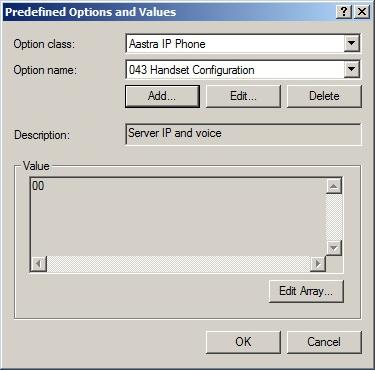 Predefined Options and Values
Option class: Aastra IP Phone
Option name: 043 Handset Configuration
Add... Edit... Delete
Description: Server IP and voice
Value
00
Edit Array...
OK Cancel